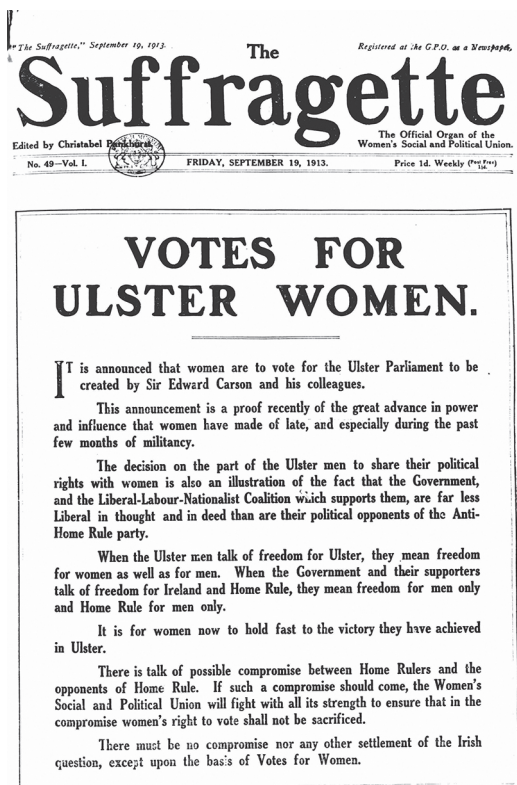 "The Suffragette," September 19, 1913.
Registered at the G.P.O. as a Newspaper,
The
Suffragette
Edited by Christabel Pankhurst.
The Official Organ of the
Women's Social and Political Union.
No. 49—Vol. I.
FRIDAY, SEPTEMBER 19, 1913.
Price 1d. Weekly (Post Free 1½d.)
VOTES FOR
ULSTER WOMEN.
IT is announced that women are to vote for the Ulster Parliament to be
created by Sir Edward Carson and his colleagues.
This announcement is a proof recently of the great advance in power
and influence that women have made of late, and especially during the past
few months of militancy.
The decision on the part of the Ulster men to share their political
rights with women is also an illustration of the fact that the Government,
and the Liberal-Labour-Nationalist Coalition which supports them, are far less
Liberal in thought and in deed than are their political opponents of the Anti-
Home Rule party.
When the Ulster men talk of freedom for Ulster, they mean freedom
for women as well as for men. When the Government and their supporters
talk of freedom for Ireland and Home Rule, they mean freedom for men only
and Home Rule for men only.
It is for women now to hold fast to the victory they have achieved
in Ulster.
There is talk of possible compromise between Home Rulers and the
opponents of Home Rule. If such a compromise should come, the Women's
Social and Political Union will fight with all its strength to ensure that in the
compromise women's right to vote shall not be sacrificed.
There must be no compromise nor any other settlement of the Irish
question, except upon the basis of Votes for Women.